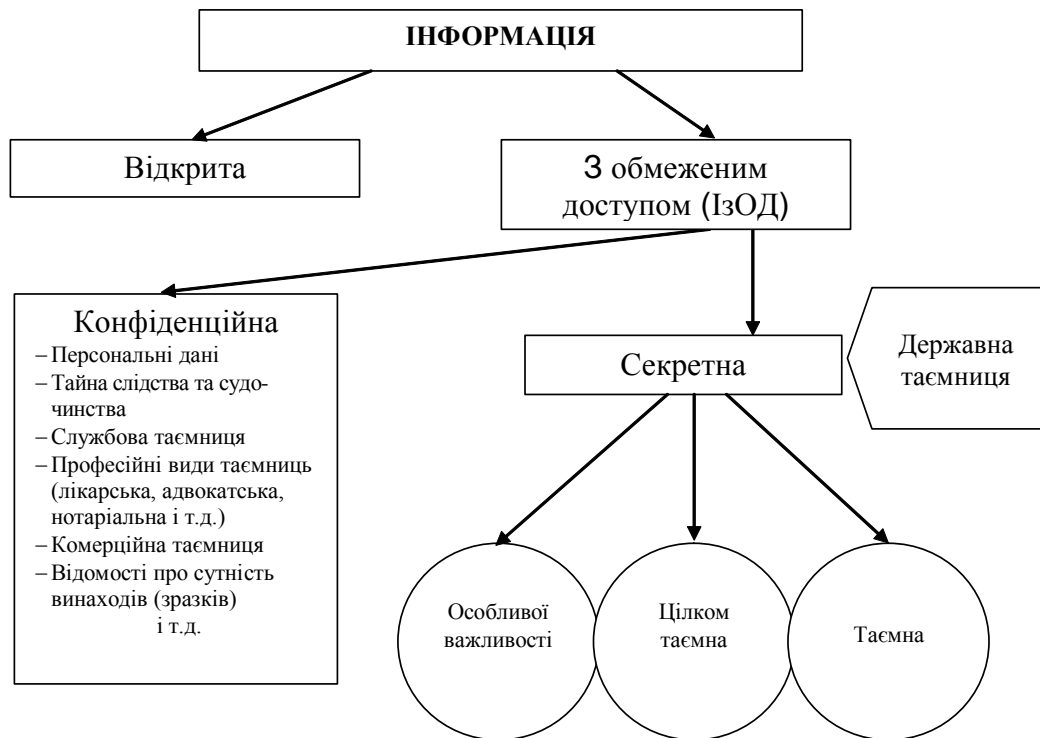 ІНФОРМАЦІЯ
Відкрита
З обмеженим
доступом (ІзОД)
Конфіденційна
– Персональні дані
– Тайна слідства та судо-
чинства
– Службова таємниця
– Професійні види таємниць
(лікарська, адвокатська,
нотаріальна і т.д.)
– Комерційна таємниця
– Відомості про сутність
винаходів (зразків)
і т.д.
Секретна
Державна
таємниця
Особливої
важливості
Цілком
таємна
Таємна